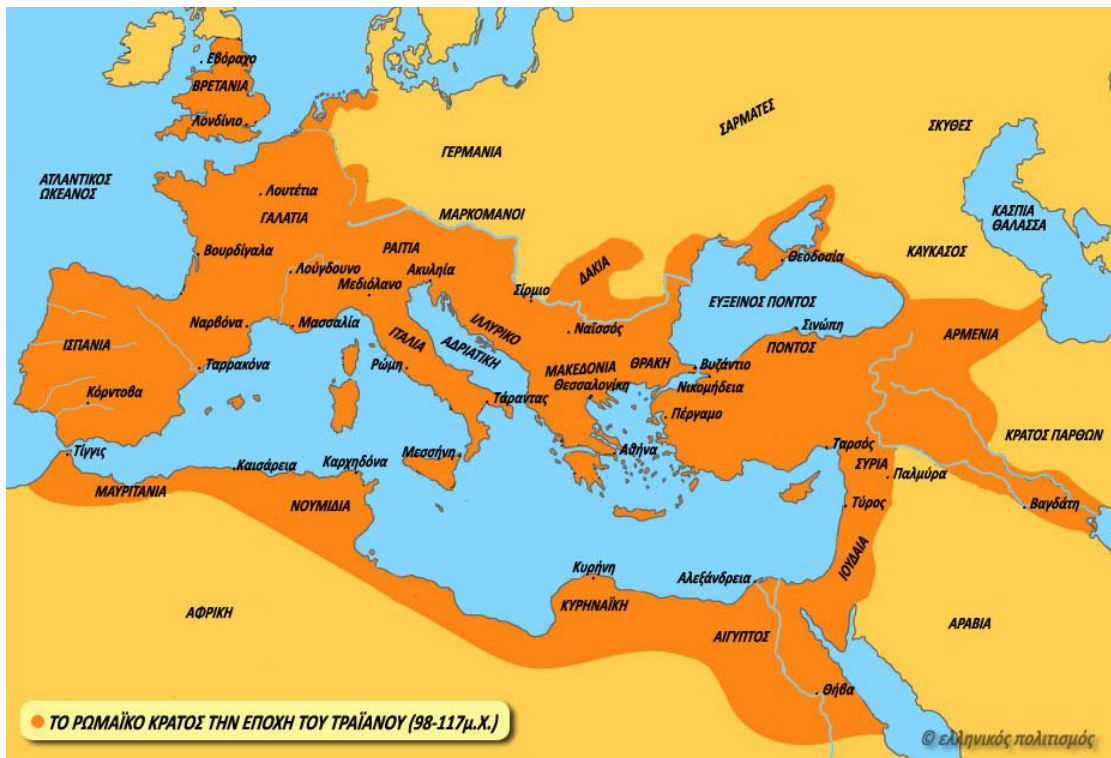 Εβόραχο
ΒΡΕΤΑΝΙΑ
Λονδίνιο
ΣΑΡΜΑΤΕΣ
ΣΚΥΘΕΣ
ΓΕΡΜΑΝΙΑ
ΑΤΛΑΝΤΙΚΟΣ
ΩΚΕΑΝΟΣ
Λουτέτια
ΓΑΛΑΤΙΑ
ΜΑΡΚΟΜΑΝΟΙ
ΚΑΣΠΙΑ
ΘΑΛΑΣΣΑ
Βουρδίγαλα
ΡΑΙΤΙΑ
ΚΑΥΚΑΣΟΣ
Λούγδουνο
Ακυληία
ΔΑΚΙΑ
Θεοδοσία
Μεδιόλανο
Σίρμιο
ΕΥΞΕΙΝΟΣ ΠΟΝΤΟΣ
Ναρβόνα
Μασσαλία
ΙΛΛΥΡΙΚΟ
Ναϊσσός
Σινώπη
ΑΡΜΕΝΙΑ
ΙΣΠΑΝΙΑ
ΙΤΑΛΙΑ
ΑΔΡΙΑΤΙΚΗ
ΠΟΝΤΟΣ
Ταρρακόνα
Ρώμη
ΜΑΚΕΔΟΝΙΑ
ΘΡΑΚΗ
Βυζάντιο
Κόρντοβα
Θεσσαλονίκη
Νικομήδεια
Τάραντας
Πέργαμο
ΚΡΑΤΟΣ ΠΑΡΘΩΝ
Τίγγις
Μεσσήνη
Αθήνα
Ταρσός
Καισάρεια
Καρχηδόνα
ΣΥΡΙΑ
Παλμύρα
ΜΑΥΡΙΤΑΝΙΑ
ΝΟΥΜΙΔΙΑ
Τύρος
Βαγδάτη
ΙΟΥΔΑΙΑ
Κυρήνη
Αλεξάνδρεια
ΚΥΡΗΝΑΪΚΗ
ΑΦΡΙΚΗ
ΑΙΓΥΠΤΟΣ
ΑΡΑΒΙΑ
Θήβα
ΤΟ ΡΩΜΑΪΚΟ ΚΡΑΤΟΣ ΤΗΝ ΕΠΟΧΗ ΤΟΥ ΤΡΑΪΑΝΟΥ (98-117μ.Χ.)
© ελληνικός πολιτισμός